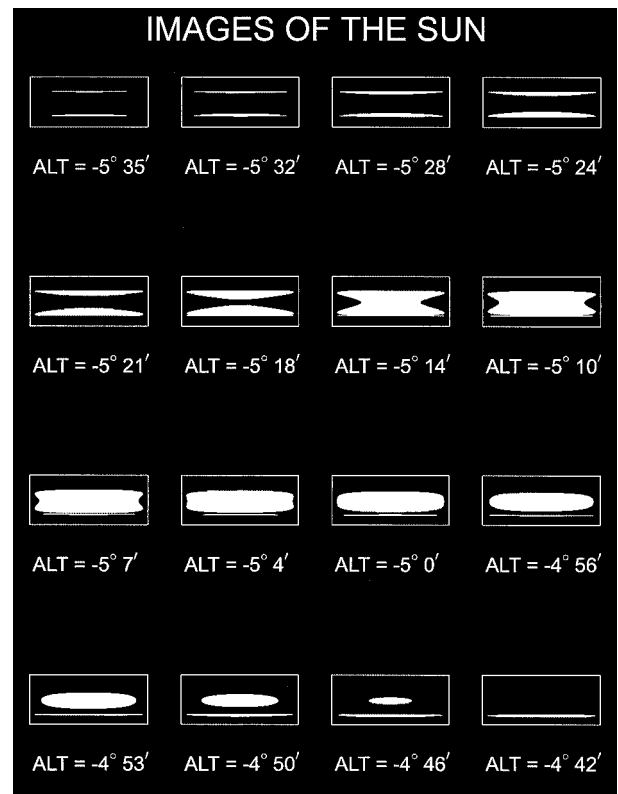 IMAGES OF THE SUN
ALT = -5° 35′ ALT = -5° 32′ ALT = -5° 28′ ALT = -5° 24′
ALT = -5° 21′ ALT = -5° 18′ ALT = -5° 14′ ALT = -5° 10′
ALT = -5° 7′ ALT = -5° 4′ ALT = -5° 0′ ALT = -4° 56′
ALT = -4° 53′ ALT = -4° 50′ ALT = -4° 46′ ALT = -4° 42′